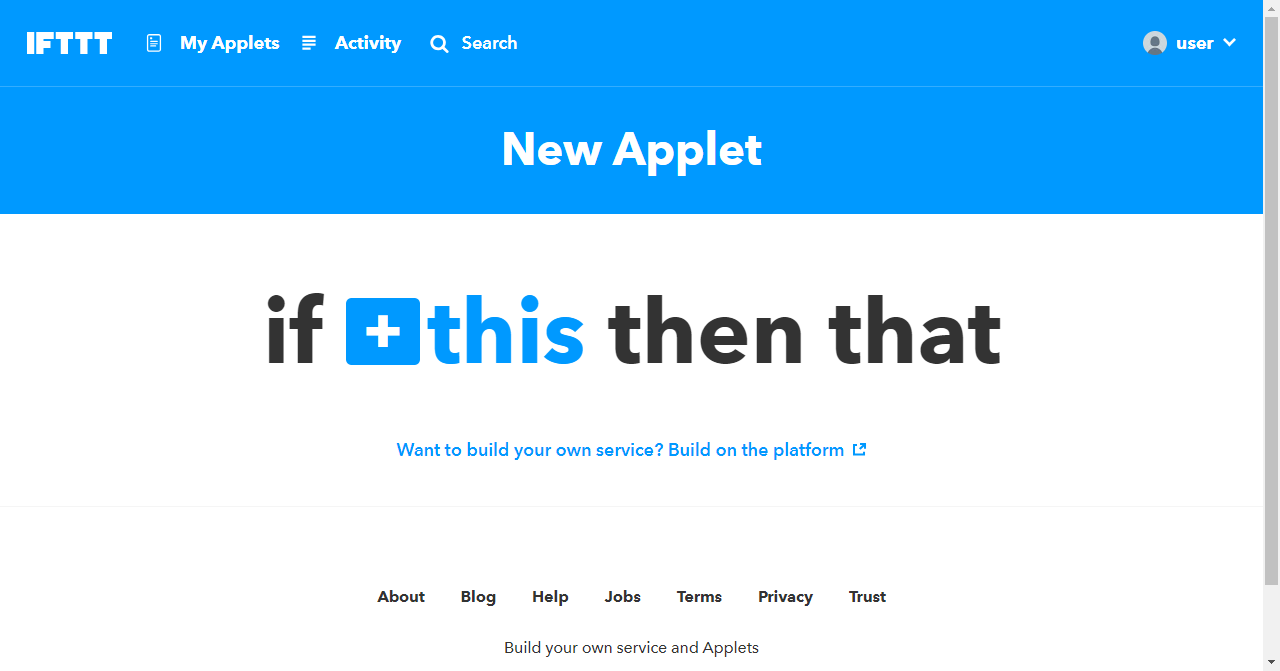 IFTTT My Applets Activity Search user
New Applet
if +this then that
Want to build your own service? Build on the platform
About Blog Help Jobs Terms Privacy Trust
Build your own service and Applets